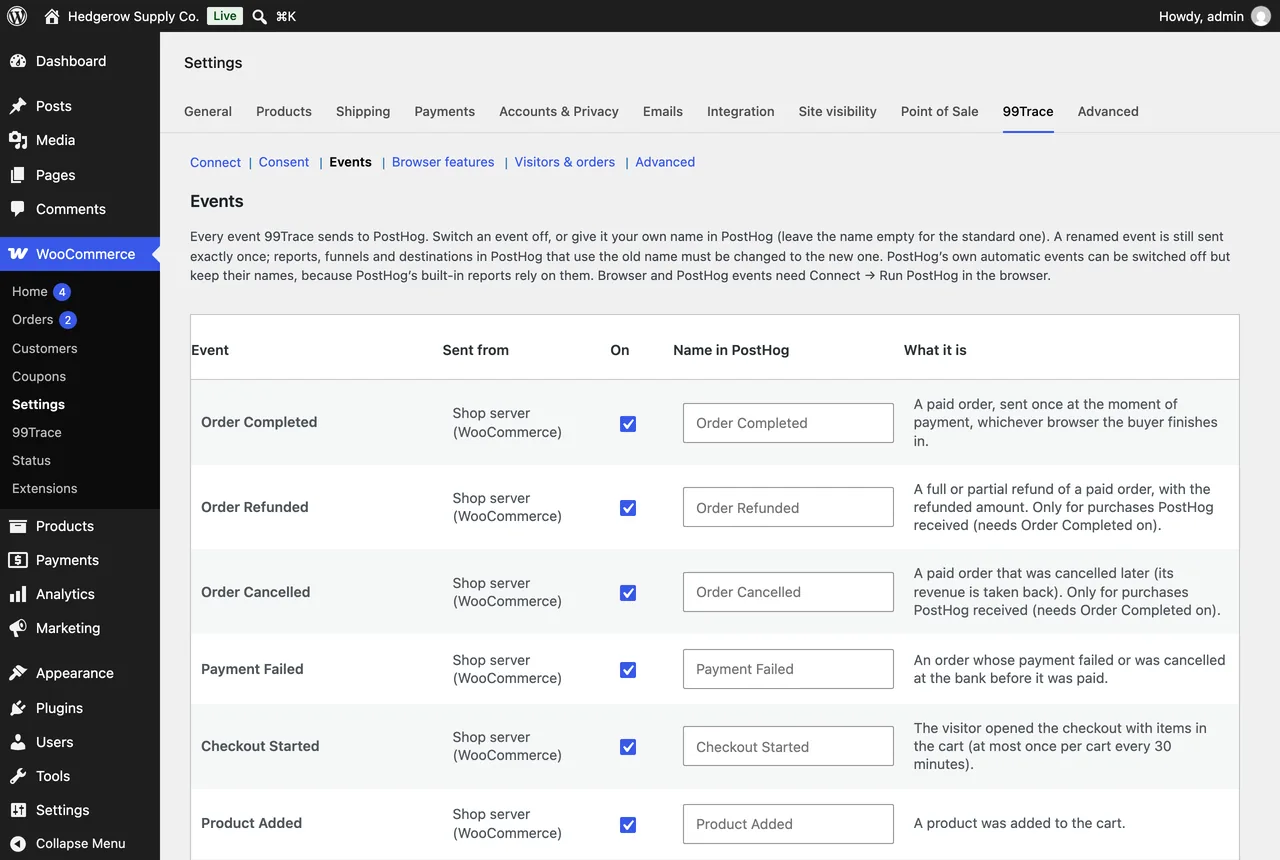 Hedgerow Supply Co. Live ⌘K Howdy, admin
Dashboard
Posts
Media
Pages
Comments
WooCommerce
Home 4
Orders 2
Customers
Coupons
Settings
99Trace
Status
Extensions
Products
Payments
Analytics
Marketing
Appearance
Plugins
Users
Tools
Settings
Collapse Menu
Settings
General Products Shipping Payments Accounts & Privacy Emails Integration Site visibility Point of Sale 99Trace Advanced
Connect | Consent | Events | Browser features | Visitors & orders | Advanced
Events
Every event 99Trace sends to PostHog. Switch an event off, or give it your own name in PostHog (leave the name empty for the standard one). A renamed event is still sent
exactly once; reports, funnels and destinations in PostHog that use the old name must be changed to the new one. PostHog’s own automatic events can be switched off but
keep their names, because PostHog’s built-in reports rely on them. Browser and PostHog events need Connect → Run PostHog in the browser.
Event Sent from On Name in PostHog What it is
Order Completed
Shop server
(WooCommerce)
Order Completed
A paid order, sent once at the moment of
payment, whichever browser the buyer finishes
in.
Order Refunded
Shop server
(WooCommerce)
Order Refunded
A full or partial refund of a paid order, with the
refunded amount. Only for purchases PostHog
received (needs Order Completed on).
Order Cancelled
Shop server
(WooCommerce)
Order Cancelled
A paid order that was cancelled later (its
revenue is taken back). Only for purchases
PostHog received (needs Order Completed on).
Payment Failed
Shop server
(WooCommerce)
Payment Failed
An order whose payment failed or was cancelled
at the bank before it was paid.
Checkout Started
Shop server
(WooCommerce)
Checkout Started
The visitor opened the checkout with items in
the cart (at most once per cart every 30
minutes).
Product Added
Shop server
(WooCommerce)
Product Added
A product was added to the cart.